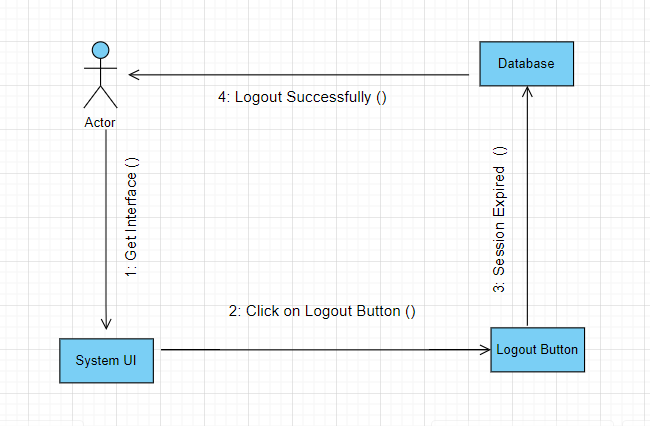 Database
4: Logout Successfully ()
Actor
1: Get Interface ()
3: Session Expired ()
2: Click on Logout Button ()
System UI
Logout Button